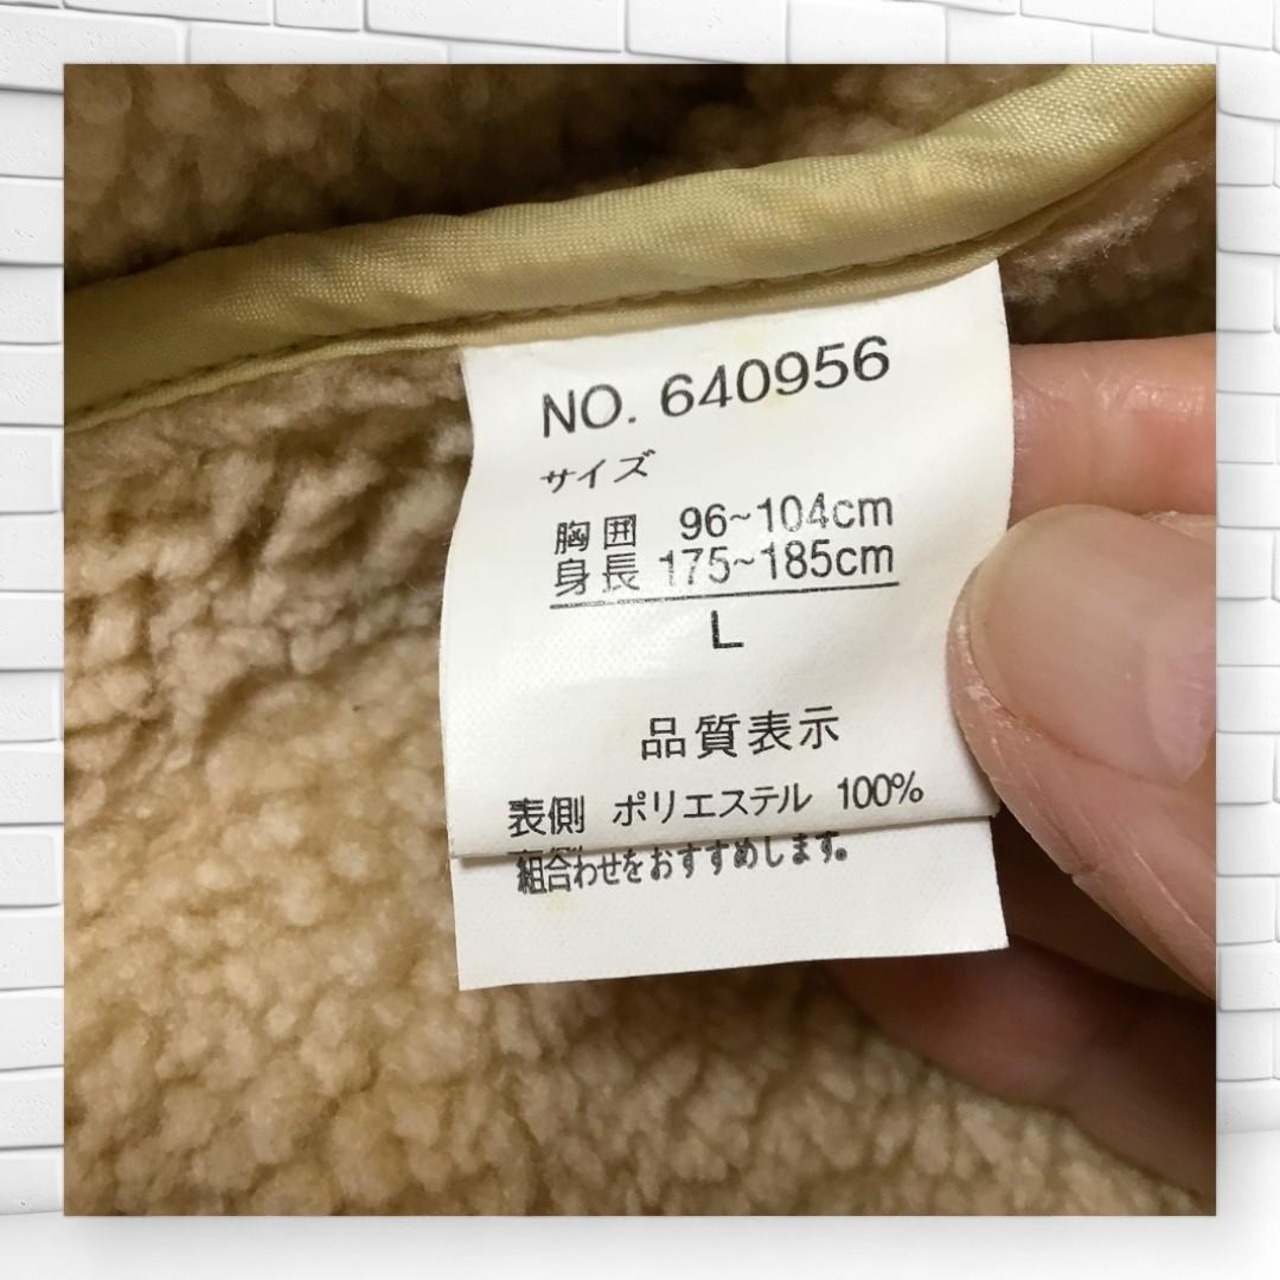 NO. 640956
サイズ
胸囲 96~104cm
身長 175~185cm
L
品質表示
表側 ポリエステル 100%
組合わせをおすすめします。